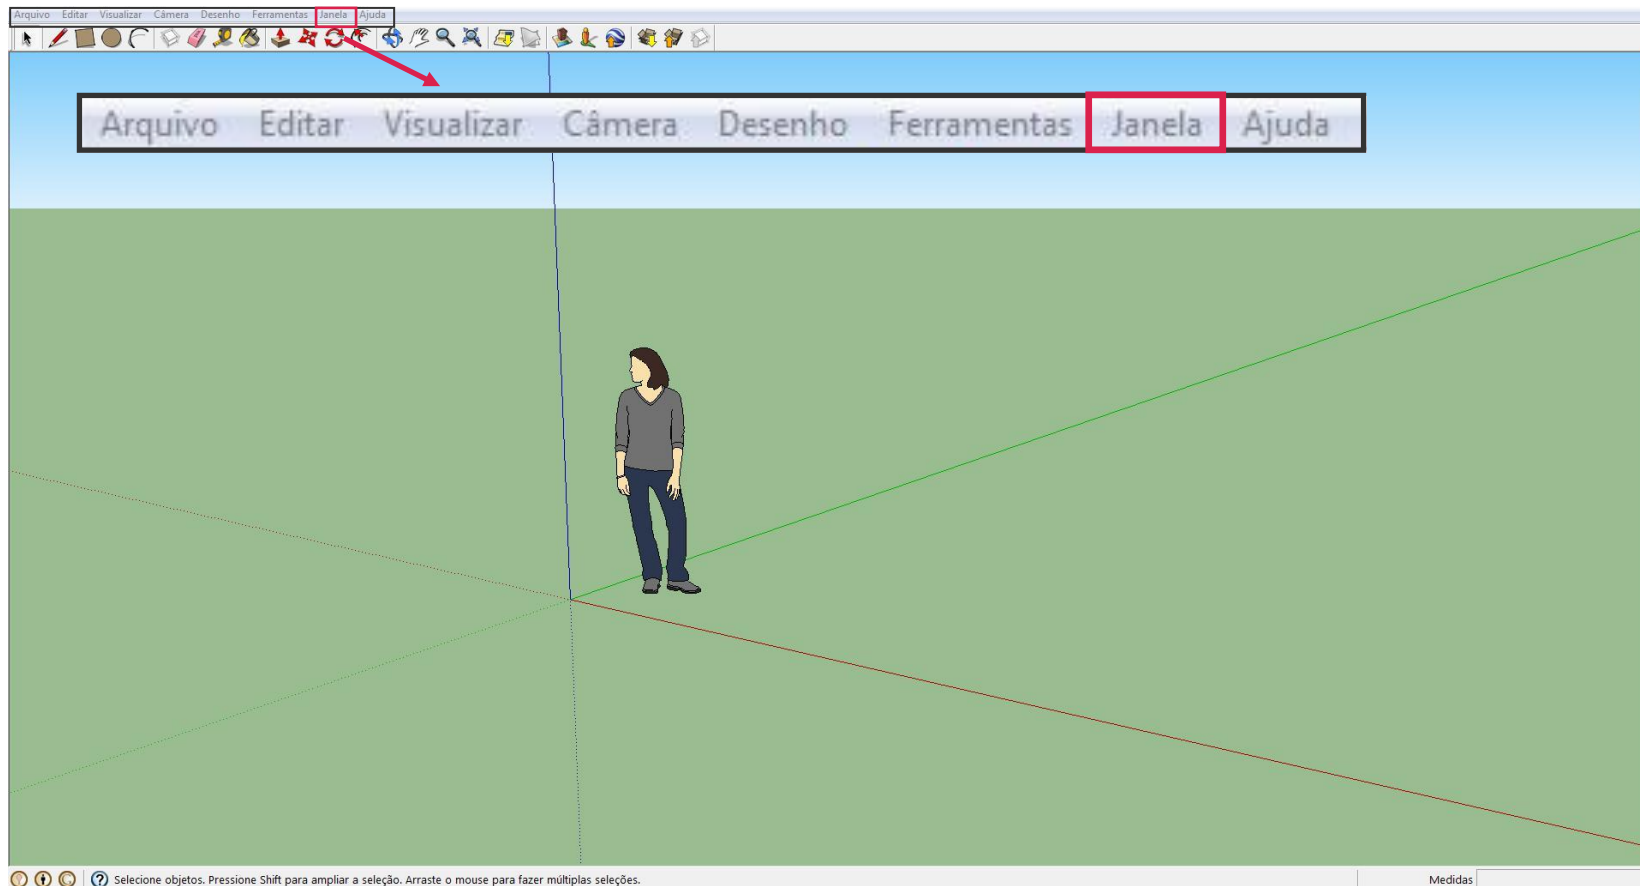 Arquivo Editar Visualizar Câmera Desenho Ferramentas Janela Ajuda
Arquivo Editar Visualizar Câmera Desenho Ferramentas Janela Ajuda
Selecione objetos. Pressione Shift para ampliar a seleção. Arraste o mouse para fazer múltiplas seleções.
Medidas